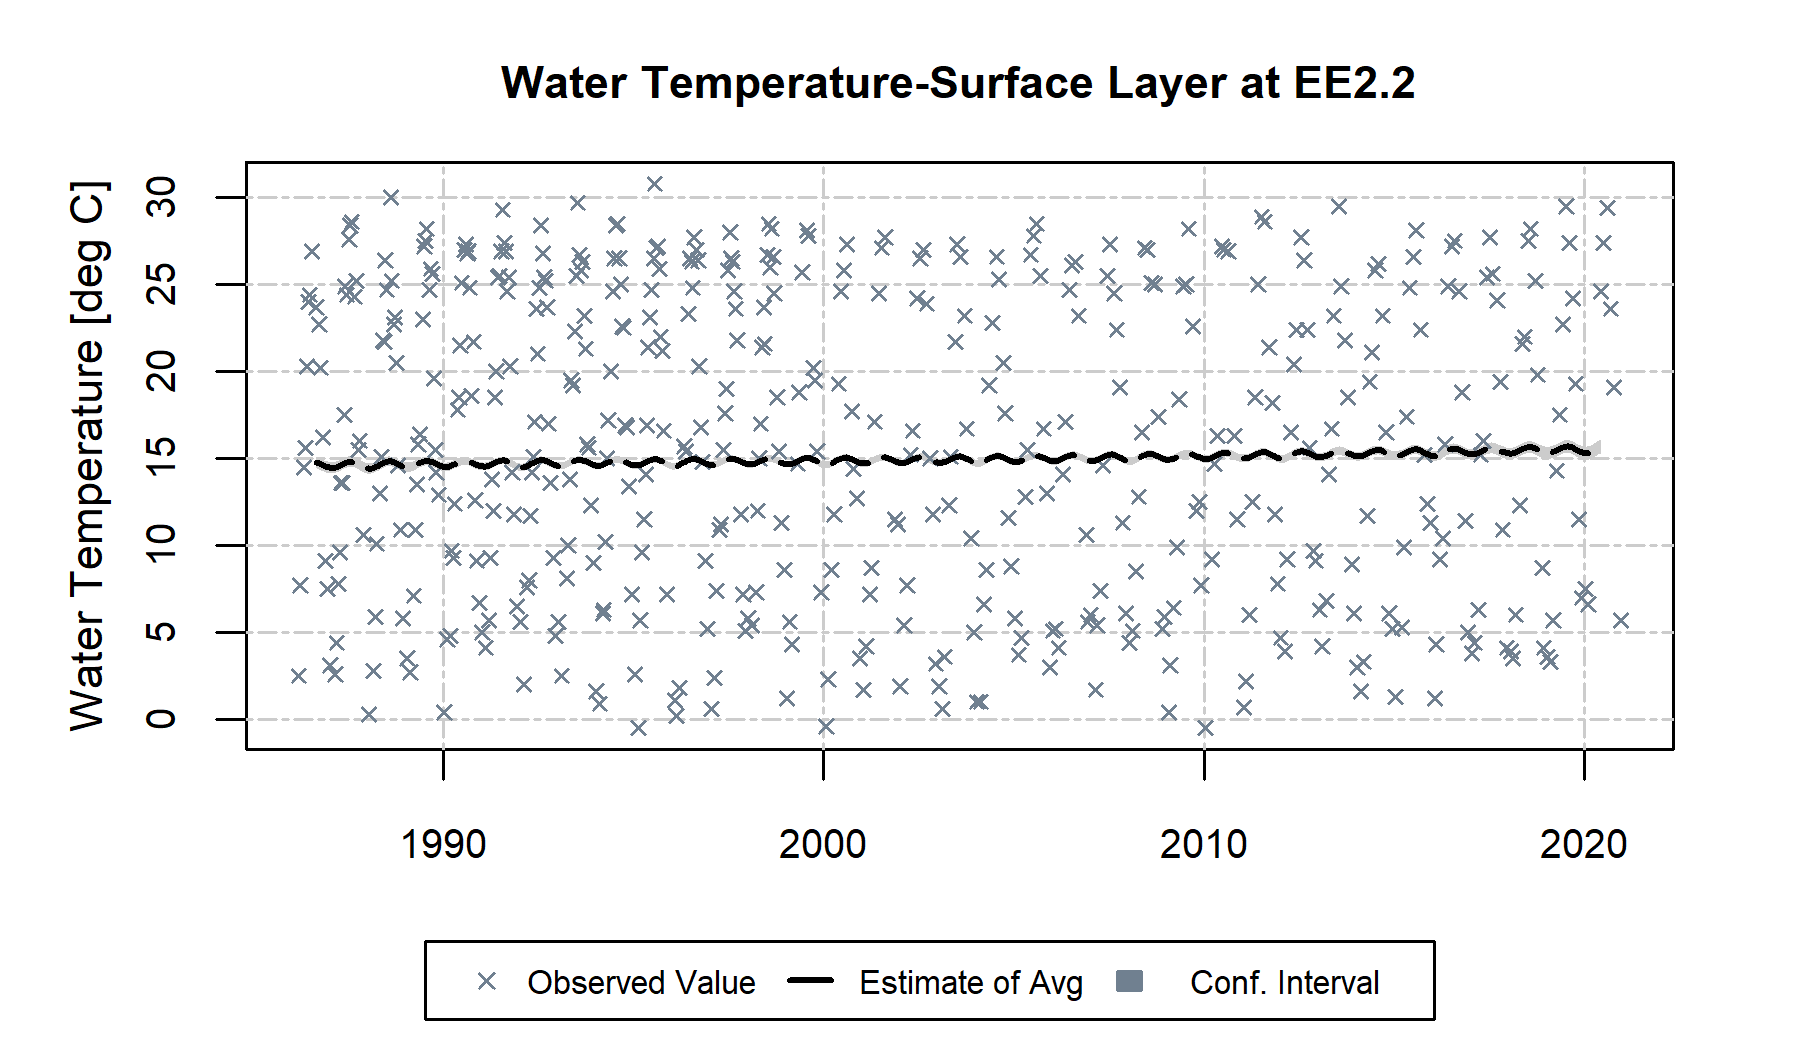 Water Temperature-Surface Layer at EE2.2
Water Temperature [deg C]
30
25
20
15
10
5
0
1990 2000 2010 2020
Observed Value Estimate of Avg Conf. Interval